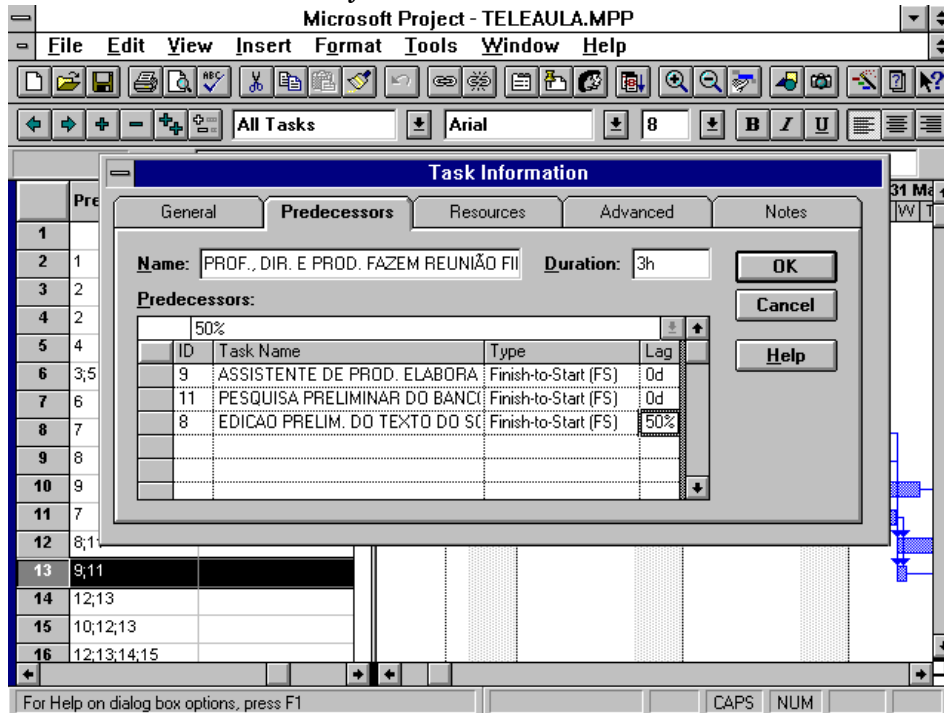 Microsoft Project - TELEAULA.MPP
File Edit View Insert Format Tools Window Help
ABC
All Tasks Arial 8 B I U
Task Information
Pre
General Predecessors Resources Advanced Notes
31 Ma
W T
Name: PROF., DIR. E PROD. FAZEM REUNIÃO FII Duration: 3h OK
Predecessors: Cancel
50%
ID Task Name Type Lag Help
9 ASSISTENTE DE PROD. ELABORA Finish-to-Start (FS) 0d
11 PESQUISA PRELIMINAR DO BANC( Finish-to-Start (FS) 0d
8 EDICAO PRELIM. DO TEXTO DO S( Finish-to-Start (FS) 50%
1
2 1
3 2
4 2
5 4
6 3;5
7 6
8 7
9 8
10 9
11 7
12 8;11
13 9;11
14 12;13
15 10;12;13
16 12;13;14;15
For Help on dialog box options, press F1 CAPS NUM